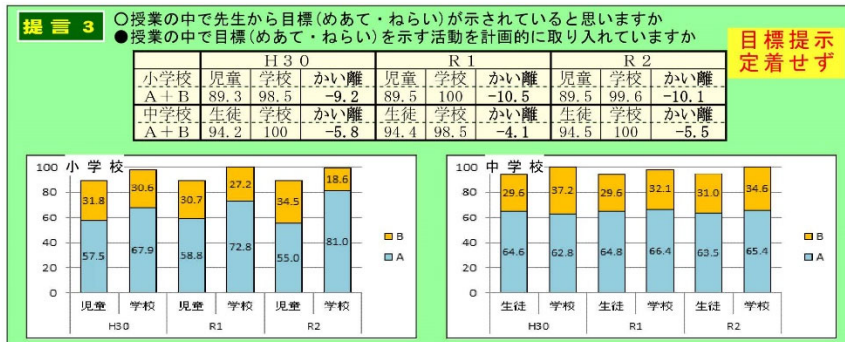 提言 3
○授業の中で先生から目標(めあて・ねらい)が示されていると思いますか
●授業の中で目標(めあて・ねらい)を示す活動を計画的に取り入れていますか
目標提示
定着せず
H30 R1 R2
小学校 児童 学校 かい離 児童 学校 かい離 児童 学校 かい離
A+B 89.3 98.5 -9.2 89.5 100 -10.5 89.5 99.6 -10.1
中学校 生徒 学校 かい離 生徒 学校 かい離 生徒 学校 かい離
A+B 94.2 100 -5.8 94.4 98.5 -4.1 94.5 100 -5.5
小学校
100
80
60
40
20
0
31.8 30.6 30.7 27.2 34.5 18.6
57.5 67.9 58.8 72.8 55.0 81.0
児童 学校 児童 学校 児童 学校
H30 R1 R2
B
A
中学校
100
80
60
40
20
0
29.6 37.2 29.6 32.1 31.0 34.6
64.6 62.8 64.8 66.4 63.5 65.4
生徒 学校 生徒 学校 生徒 学校
H30 R1 R2
B
A